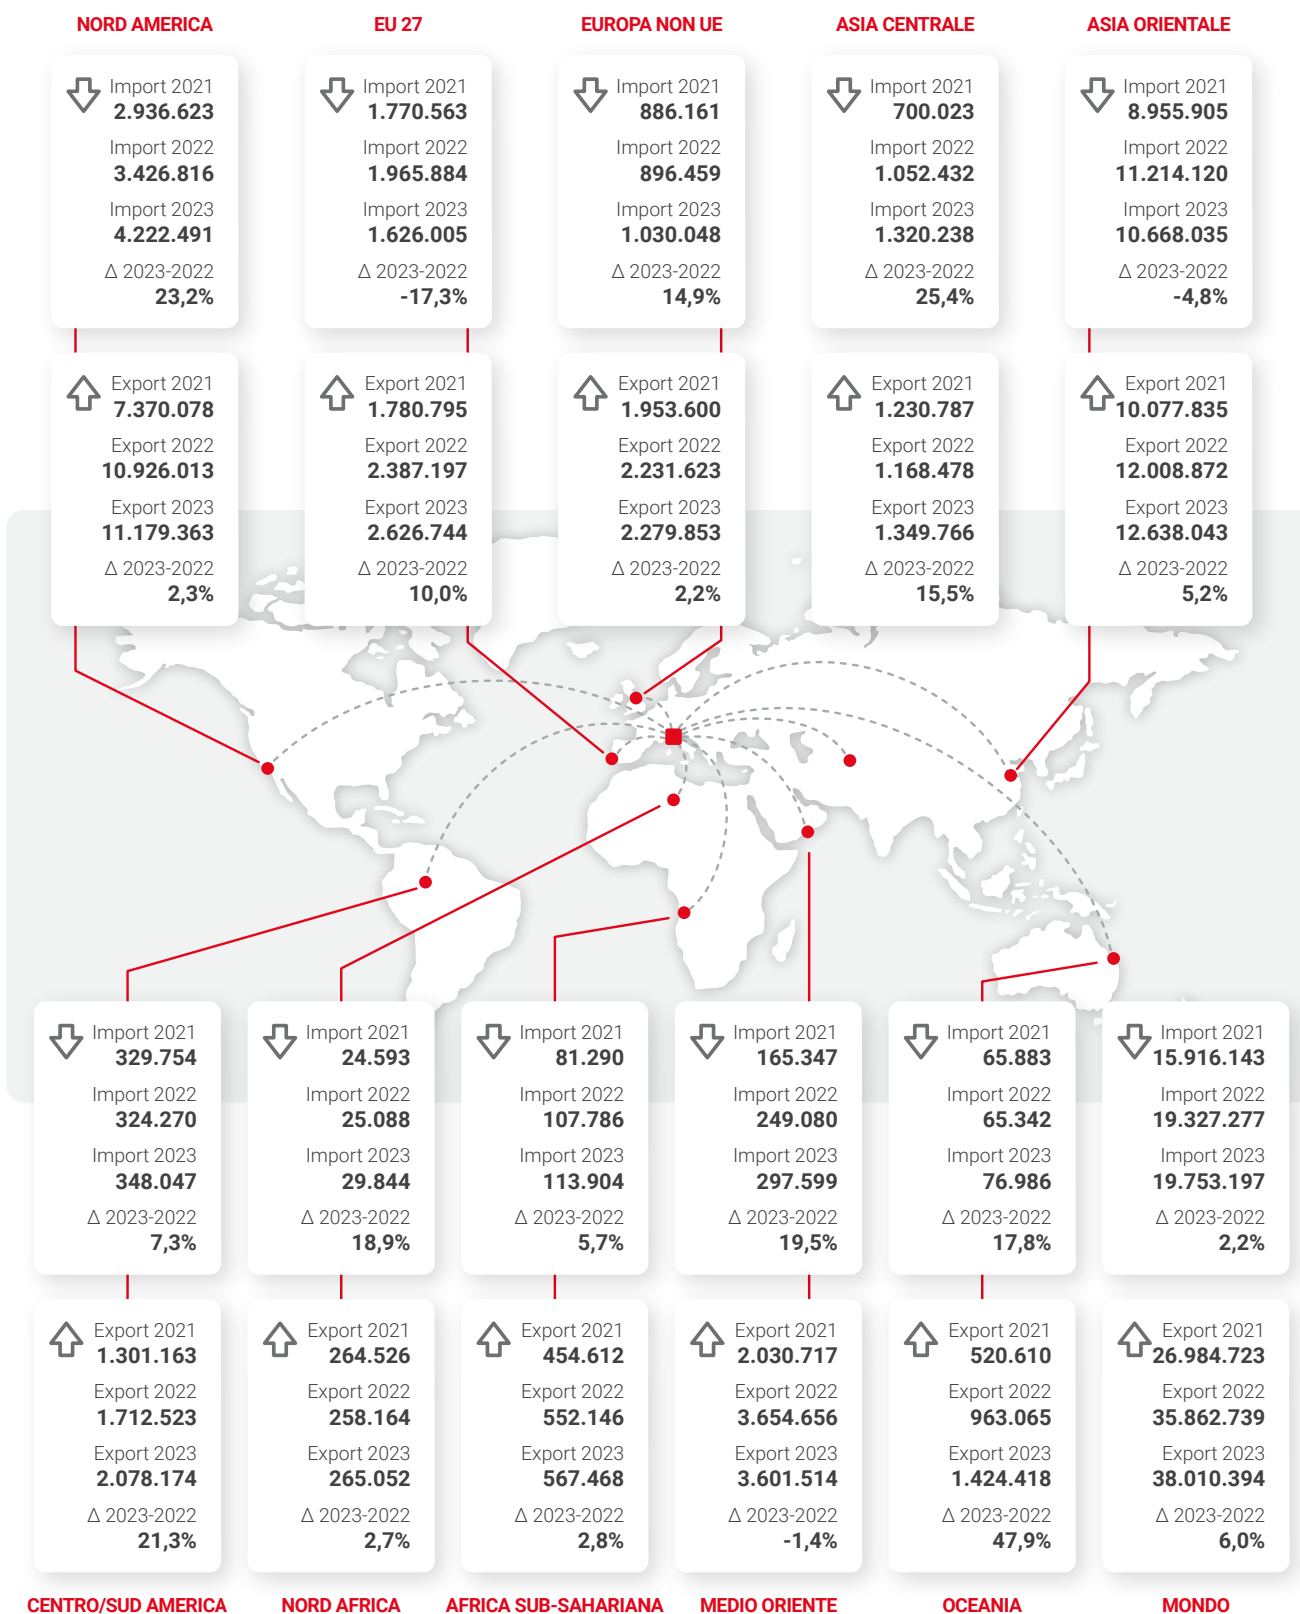 NORD AMERICA
Import 2021
2.936.623
Import 2022
3.426.816
Import 2023
4.222.491
Δ 2023-2022
23,2%
Export 2021
7.370.078
Export 2022
10.926.013
Export 2023
11.179.363
Δ 2023-2022
2,3%
EU 27
Import 2021
1.770.563
Import 2022
1.965.884
Import 2023
1.626.005
Δ 2023-2022
-17,3%
Export 2021
1.780.795
Export 2022
2.387.197
Export 2023
2.626.744
Δ 2023-2022
10,0%
EUROPA NON UE
Import 2021
886.161
Import 2022
896.459
Import 2023
1.030.048
Δ 2023-2022
14,9%
Export 2021
1.953.600
Export 2022
2.231.623
Export 2023
2.279.853
Δ 2023-2022
2,2%
ASIA CENTRALE
Import 2021
700.023
Import 2022
1.052.432
Import 2023
1.320.238
Δ 2023-2022
25,4%
Export 2021
1.230.787
Export 2022
1.168.478
Export 2023
1.349.766
Δ 2023-2022
15,5%
ASIA ORIENTALE
Import 2021
8.955.905
Import 2022
11.214.120
Import 2023
10.668.035
Δ 2023-2022
-4,8%
Export 2021
10.077.835
Export 2022
12.008.872
Export 2023
12.638.043
Δ 2023-2022
5,2%
Import 2021
329.754
Import 2022
324.270
Import 2023
348.047
Δ 2023-2022
7,3%
Export 2021
1.301.163
Export 2022
1.712.523
Export 2023
2.078.174
Δ 2023-2022
21,3%
CENTRO/SUD AMERICA
Import 2021
24.593
Import 2022
25.088
Import 2023
29.844
Δ 2023-2022
18,9%
Export 2021
264.526
Export 2022
258.164
Export 2023
265.052
Δ 2023-2022
2,7%
NORD AFRICA
Import 2021
81.290
Import 2022
107.786
Import 2023
113.904
Δ 2023-2022
5,7%
Export 2021
454.612
Export 2022
552.146
Export 2023
567.468
Δ 2023-2022
2,8%
AFRICA SUB-SAHARIANA
Import 2021
165.347
Import 2022
249.080
Import 2023
297.599
Δ 2023-2022
19,5%
Export 2021
2.030.717
Export 2022
3.654.656
Export 2023
3.601.514
Δ 2023-2022
-1,4%
MEDIO ORIENTE
Import 2021
65.883
Import 2022
65.342
Import 2023
76.986
Δ 2023-2022
17,8%
Export 2021
520.610
Export 2022
963.065
Export 2023
1.424.418
Δ 2023-2022
47,9%
OCEANIA
Import 2021
15.916.143
Import 2022
19.327.277
Import 2023
19.753.197
Δ 2023-2022
2,2%
Export 2021
26.984.723
Export 2022
35.862.739
Export 2023
38.010.394
Δ 2023-2022
6,0%
MONDO